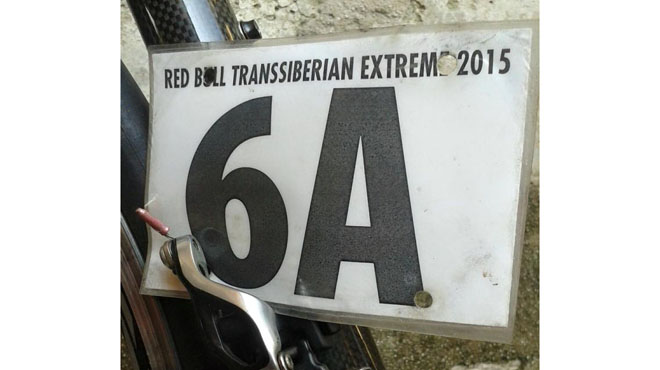 RED BULL TRANSSIBERIAN EXTREME 2015
6A